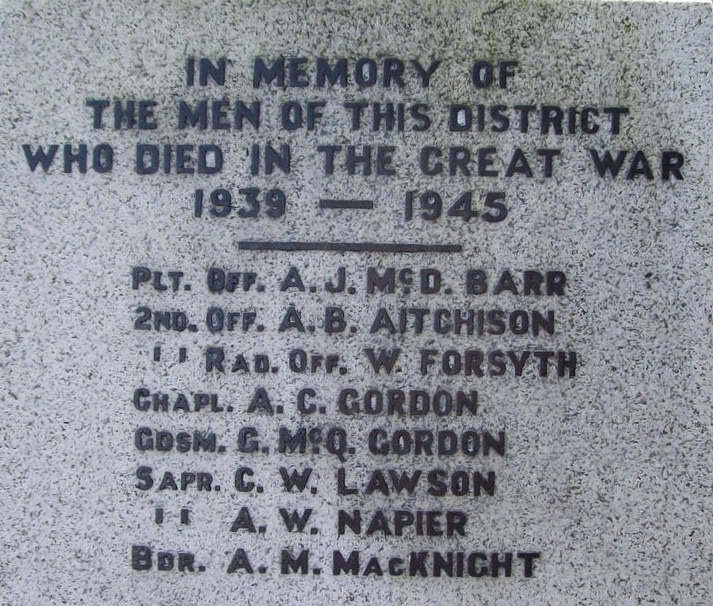 IN MEMORY OF
THE MEN OF THIS DISTRICT
WHO DIED IN THE GREAT WAR
1939 — 1945
PLT. OFF. A. J. McD. BARR
2ND. OFF. A. B. AITCHISON
" RAD. OFF. W. FORSYTH
CHAPL. A. C. GORDON
GDSM. G. McQ. GORDON
SAPR. C. W. LAWSON
" A. W. NAPIER
BDR. A. M. MACKNIGHT